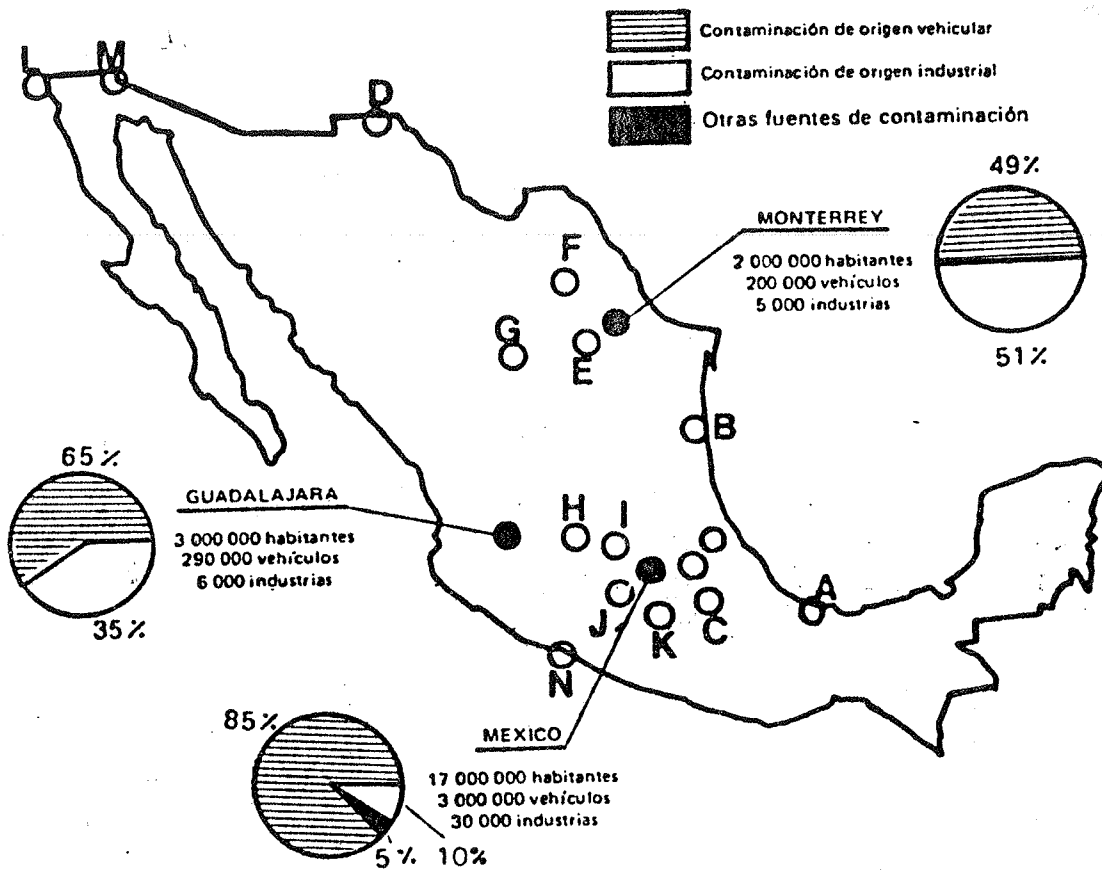 Contaminación de origen vehicular
Contaminación de origen industrial
Otras fuentes de contaminación
L
M
D
49%
MONTERREY
2 000 000 habitantes
200 000 vehículos
5 000 industrias
51%
F
G
E
B
65%
GUADALAJARA
3 000 000 habitantes
290 000 vehículos
6 000 industrias
35%
H
I
A
J
K
C
N
85%
MEXICO
17 000 000 habitantes
3 000 000 vehículos
30 000 industrias
5%
10%